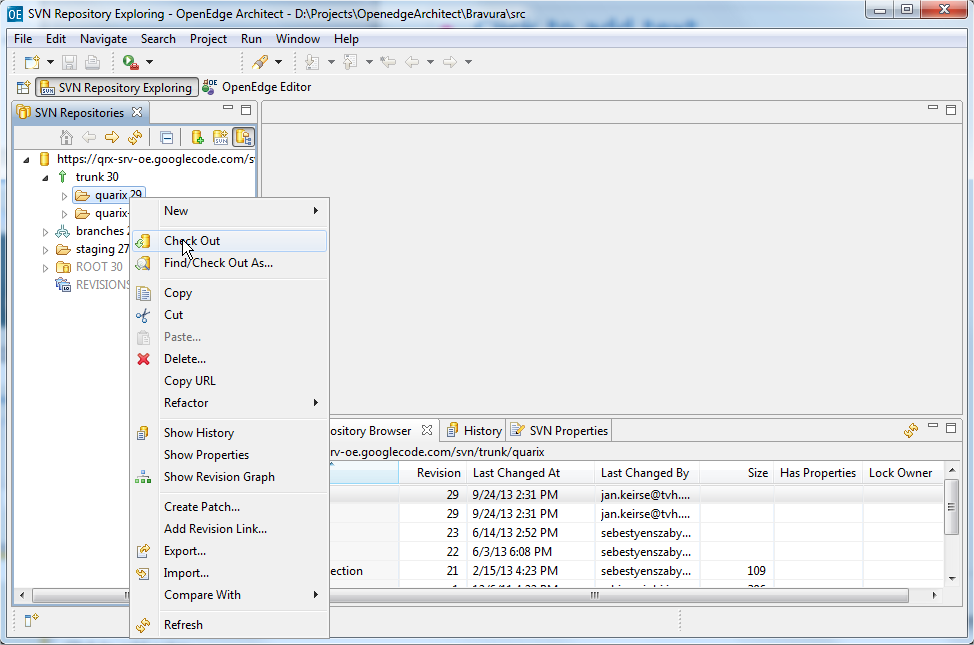 SVN Repository Exploring - OpenEdge Architect - D:\Projects\OpenedgeArchitect\Bravura\src
File Edit Navigate Search Project Run Window Help
SVN Repository Exploring OpenEdge Editor
SVN Repositories
https://qrx-srv-oe.googlecode.com/s
trunk 30
quarix 29
quarix-
branches 2
staging 27
ROOT 30
REVISIONS
New
Check Out
Find/Check Out As...
Copy
Cut
Paste...
Delete...
Copy URL
Refactor
Show History
Show Properties
Show Revision Graph
Create Patch...
Add Revision Link...
Export...
Import...
Compare With
Refresh
ository Browser History SVN Properties
rv-oe.googlecode.com/svn/trunk/quarix
Revision Last Changed At Last Changed By Size Has Properties Lock Owner
29 9/24/13 2:31 PM jan.keirse@tvh....
29 9/24/13 2:31 PM jan.keirse@tvh....
23 6/14/13 2:52 PM sebestyenszaby...
22 6/3/13 6:08 PM sebestyenszaby...
ection 21 2/15/13 4:23 PM sebestyenszaby... 109